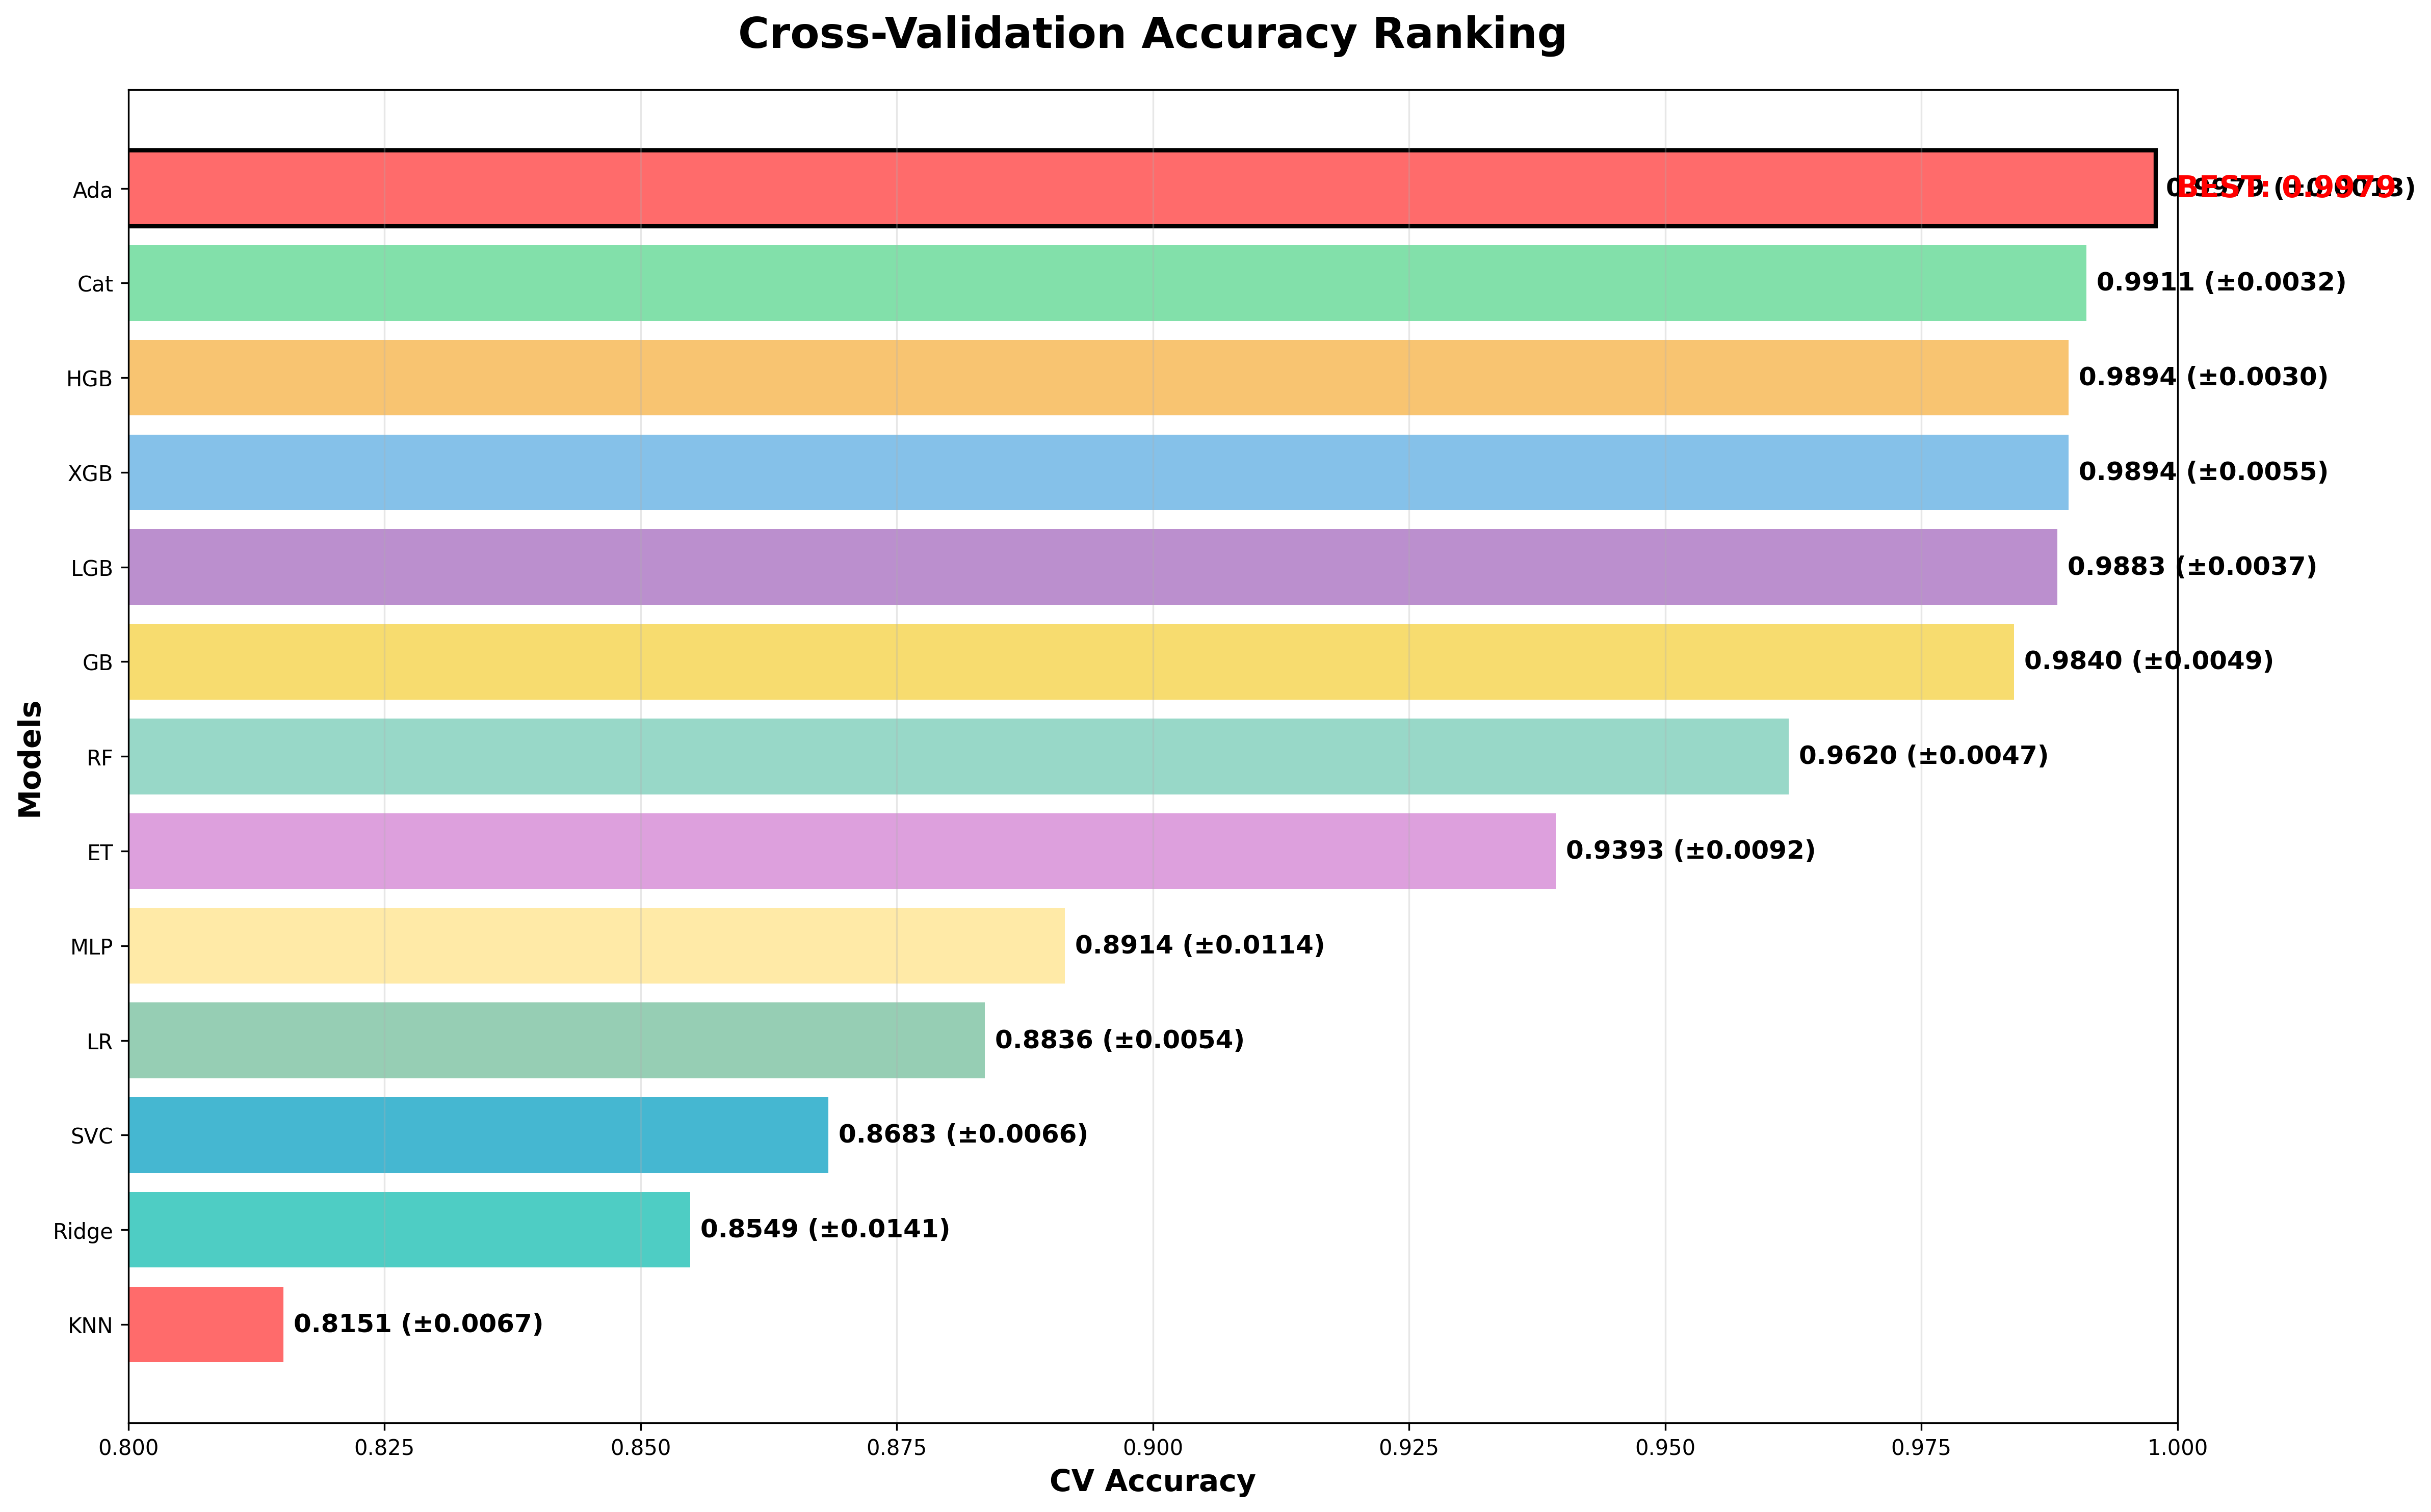 Cross-Validation Accuracy Ranking
Ada
0.9979 (±0.0013)
BEST: 0.9979
Cat
0.9911 (±0.0032)
HGB
0.9894 (±0.0030)
XGB
0.9894 (±0.0055)
LGB
0.9883 (±0.0037)
GB
0.9840 (±0.0049)
RF
0.9620 (±0.0047)
ET
0.9393 (±0.0092)
MLP
0.8914 (±0.0114)
LR
0.8836 (±0.0054)
SVC
0.8683 (±0.0066)
Ridge
0.8549 (±0.0141)
KNN
0.8151 (±0.0067)
Models
0.800 0.825 0.850 0.875 0.900 0.925 0.950 0.975 1.000
CV Accuracy